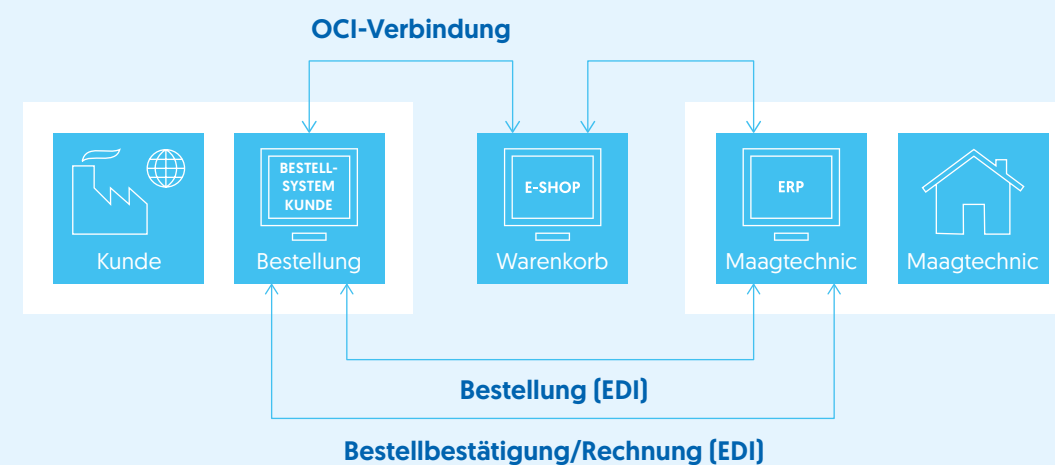 OCI-Verbindung
BESTELL-
SYSTEM
KUNDE
E-SHOP
ERP
Kunde
Bestellung
Warenkorb
Maagtechnic
Maagtechnic
Bestellung (EDI)
Bestellbestätigung/Rechnung (EDI)